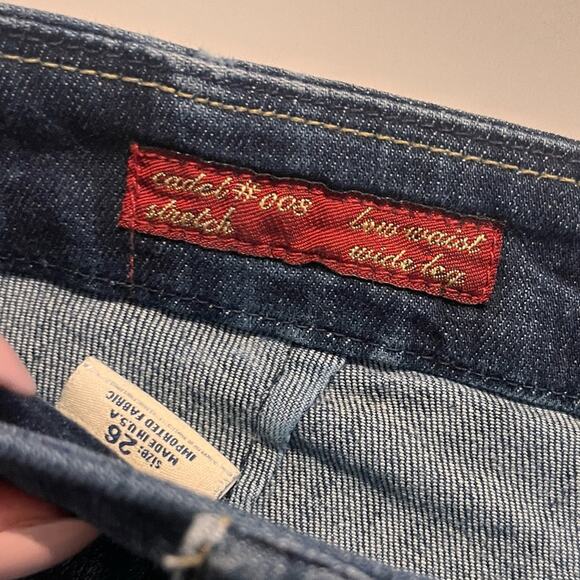 cadet #008 low waist
stretch wide leg
size: 26
MADE IN U.S.A
IMPORTED FABRIC